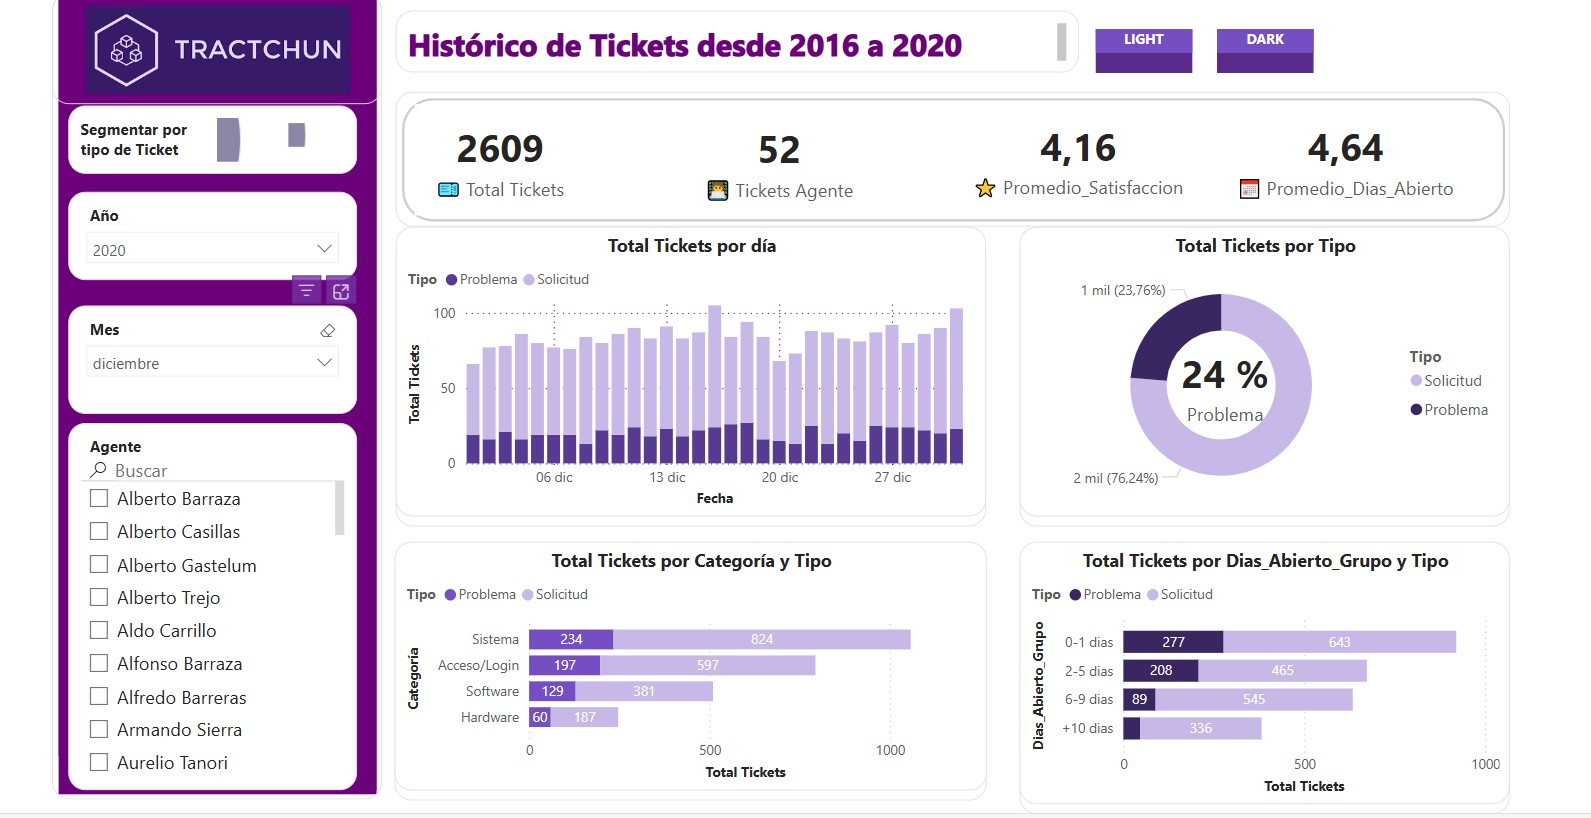 TRACTCHUN
Histórico de Tickets desde 2016 a 2020
LIGHT
DARK
Segmentar por
tipo de Ticket
Año
2020
Mes
diciembre
Agente
Buscar
Alberto Barraza
Alberto Casillas
Alberto Gastelum
Alberto Trejo
Aldo Carrillo
Alfonso Barraza
Alfredo Barreras
Armando Sierra
Aurelio Tanori
2609
Total Tickets
52
Tickets Agente
4,16
Promedio_Satisfaccion
4,64
Promedio_Dias_Abierto
Total Tickets por día
Tipo Problema Solicitud
Total Tickets
100
50
0
06 dic 13 dic 20 dic 27 dic
Fecha
Total Tickets por Tipo
1 mil (23,76%)
24 %
Problema
2 mil (76,24%)
Tipo
Solicitud
Problema
Total Tickets por Categoría y Tipo
Tipo Problema Solicitud
Categoría
Sistema 234 824
Acceso/Login 197 597
Software 129 381
Hardware 60 187
0 500 1000
Total Tickets
Total Tickets por Dias_Abierto_Grupo y Tipo
Tipo Problema Solicitud
Dias_Abierto_Grupo
0-1 dias 277 643
2-5 dias 208 465
6-9 dias 89 545
+10 dias 336
0 500 1000
Total Tickets